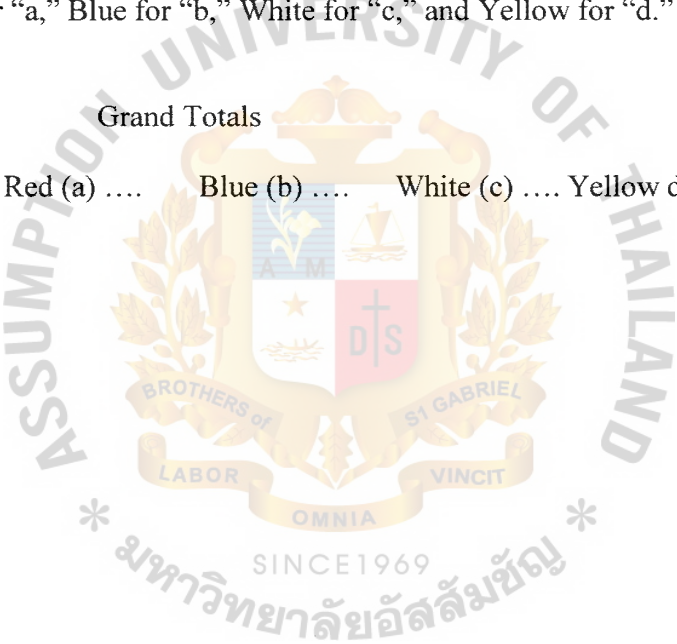 “a,” Blue for “b,” White for “c,” and Yellow for “d.”
Grand Totals
Red (a) .... Blue (b) .... White (c) .... Yellow d
ASSUMPTION UNIVERSITY OF THAILAND
A M
D S
BROTHERS of S1 GABRIEL
LABOR OMNIA VINCIT
SINCE1969
* มหาวิทยาลัยอัสสัมชัญ *